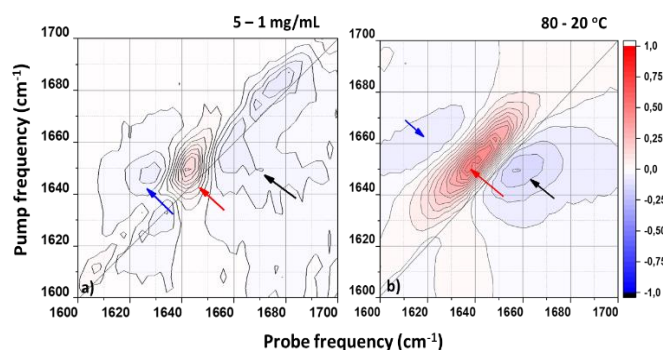 5 – 1 mg/mL
80 - 20 °C
Pump frequency (cm⁻¹)
1700
1680
1660
1640
1620
1600
a)
1600 1620 1640 1660 1680 1700
1700
1680
1660
1640
1620
1600
b)
1600 1620 1640 1660 1680 1700
1,0
0,75
0,50
0,25
0,0
-0,25
-0,50
-0,75
-1,0
Probe frequency (cm⁻¹)